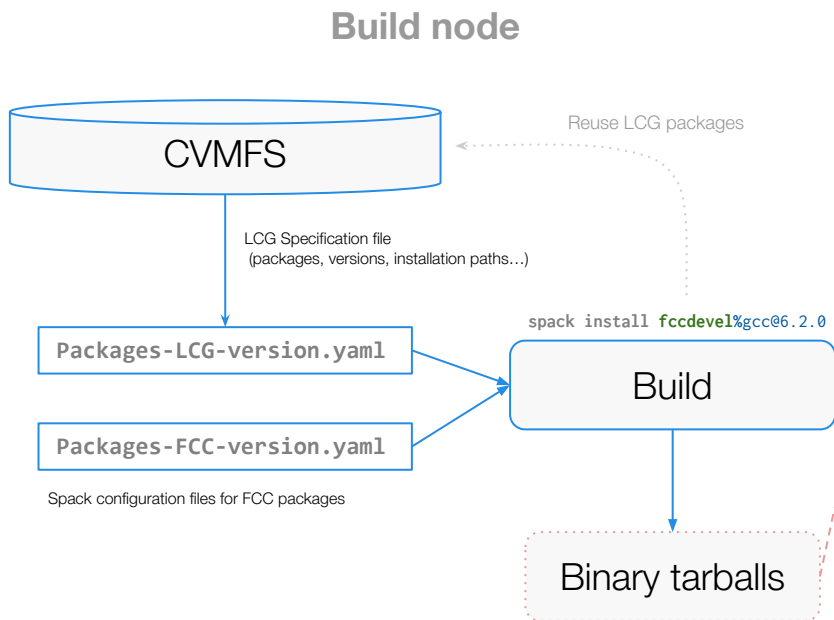 Build node
CVMFS
Reuse LCG packages
LCG Specification file
(packages, versions, installation paths…)
spack install fccdevel%gcc@6.2.0
Packages-LCG-version.yaml
Build
Packages-FCC-version.yaml
Spack configuration files for FCC packages
Binary tarballs